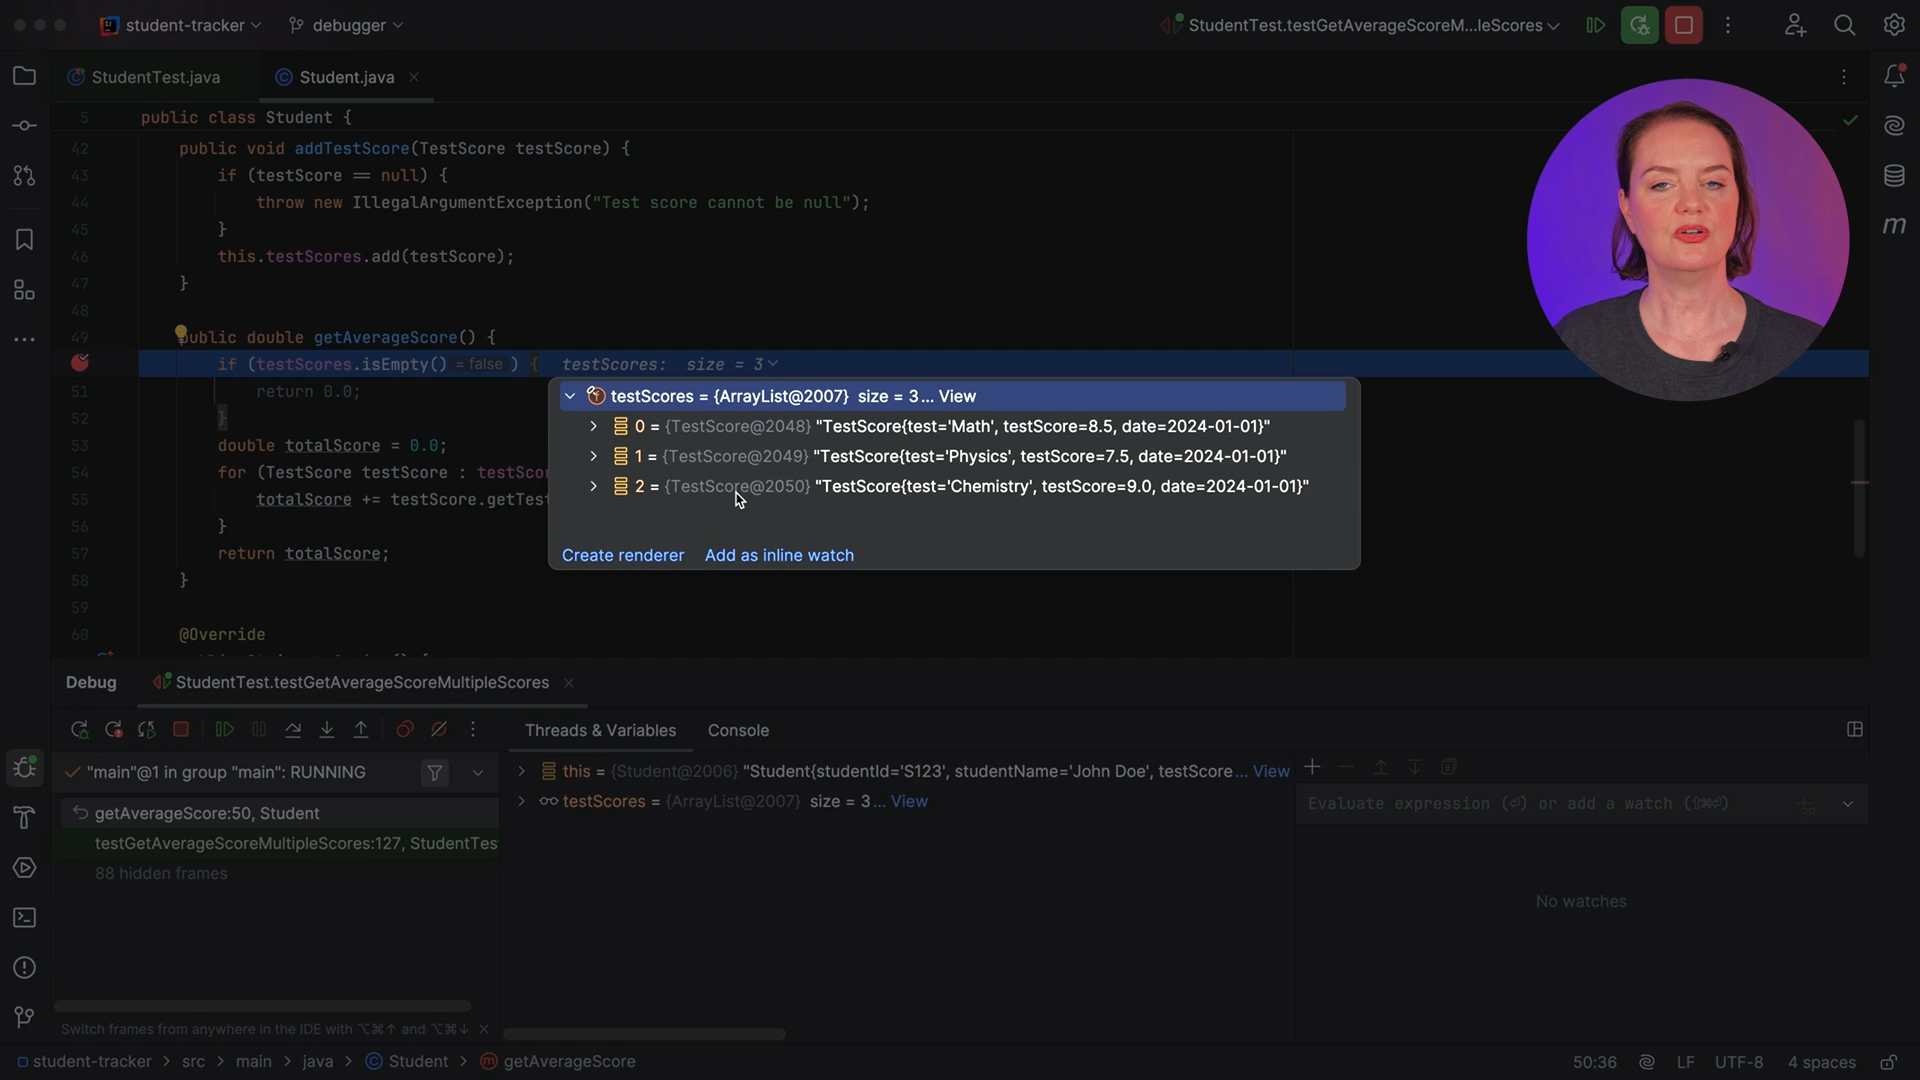 student-tracker
debugger
StudentTest.testGetAverageScoreM...leScores
StudentTest.java
Student.java
5 public class Student {
42 public void addTestScore(TestScore testScore) {
43 if (testScore == null) {
44 throw new IllegalArgumentException("Test score cannot be null");
45 }
46 this.testScores.add(testScore);
47 }
48
49 public double getAverageScore() {
if (testScores.isEmpty() = false ) { testScores: size = 3
51 return 0.0;
}
53 double totalScore = 0.0;
54 for (TestScore testScore :
55 totalScore += testScore.getTest
56 }
57 return totalScore;
58 }
59
60 @Override
testScores = {ArrayList@2007} size = 3... View
0 = {TestScore@2048} "TestScore{test='Math', testScore=8.5, date=2024-01-01}"
1 = {TestScore@2049} "TestScore{test='Physics', testScore=7.5, date=2024-01-01}"
2 = {TestScore@2050} "TestScore{test='Chemistry', testScore=9.0, date=2024-01-01}"
Create renderer Add as inline watch
Debug
StudentTest.testGetAverageScoreMultipleScores
Threads & Variables
Console
"main"@1 in group "main": RUNNING
getAverageScore:50, Student
testGetAverageScoreMultipleScores:127, StudentTes
88 hidden frames
this = {Student@2006} "Student{studentId='S123', studentName='John Doe', testScore... View
testScores = {ArrayList@2007} size = 3... View
Evaluate expression (⏎) or add a watch (⇧⌘⏎)
No watches
Switch frames from anywhere in the IDE with ⌥⌘↑ and ⌥⌘↓
student-tracker > src > main > java > Student > getAverageScore
50:36 LF UTF-8 4 spaces